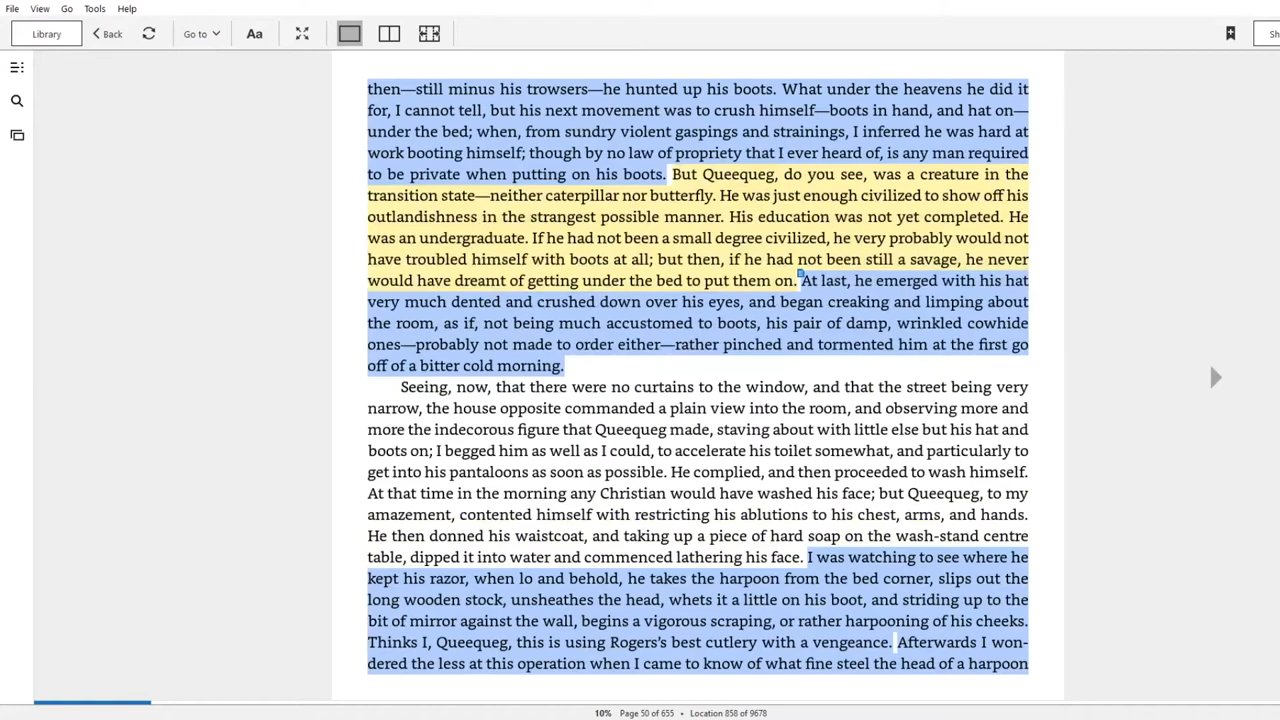 File View Go Tools Help
Library Back Go to Aa Sh
then—still minus his trowsers—he hunted up his boots. What under the heavens he did it
for, I cannot tell, but his next movement was to crush himself—boots in hand, and hat on—
under the bed; when, from sundry violent gaspings and strainings, I inferred he was hard at
work booting himself; though by no law of propriety that I ever heard of, is any man required
to be private when putting on his boots. But Queequeg, do you see, was a creature in the
transition state—neither caterpillar nor butterfly. He was just enough civilized to show off his
outlandishness in the strangest possible manner. His education was not yet completed. He
was an undergraduate. If he had not been a small degree civilized, he very probably would not
have troubled himself with boots at all; but then, if he had not been still a savage, he never
would have dreamt of getting under the bed to put them on. At last, he emerged with his hat
very much dented and crushed down over his eyes, and began creaking and limping about
the room, as if, not being much accustomed to boots, his pair of damp, wrinkled cowhide
ones—probably not made to order either—rather pinched and tormented him at the first go
off of a bitter cold morning.
Seeing, now, that there were no curtains to the window, and that the street being very
narrow, the house opposite commanded a plain view into the room, and observing more and
more the indecorous figure that Queequeg made, staving about with little else but his hat and
boots on; I begged him as well as I could, to accelerate his toilet somewhat, and particularly to
get into his pantaloons as soon as possible. He complied, and then proceeded to wash himself.
At that time in the morning any Christian would have washed his face; but Queequeg, to my
amazement, contented himself with restricting his ablutions to his chest, arms, and hands.
He then donned his waistcoat, and taking up a piece of hard soap on the wash-stand centre
table, dipped it into water and commenced lathering his face. I was watching to see where he
kept his razor, when lo and behold, he takes the harpoon from the bed corner, slips out the
long wooden stock, unsheathes the head, whets it a little on his boot, and striding up to the
bit of mirror against the wall, begins a vigorous scraping, or rather harpooning of his cheeks.
Thinks I, Queequeg, this is using Rogers’s best cutlery with a vengeance. Afterwards I won-
dered the less at this operation when I came to know of what fine steel the head of a harpoon
10% Page 50 of 655 • Location 858 of 9678